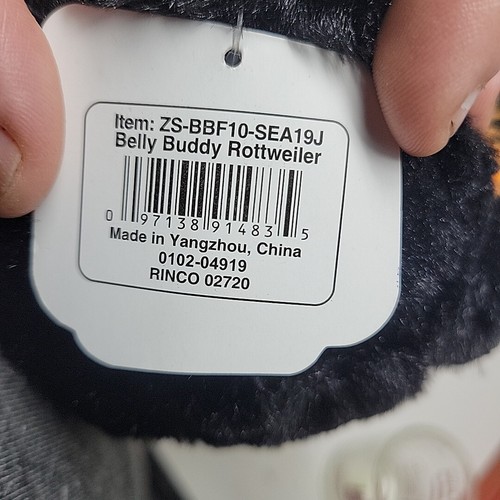 Item: ZS-BBF10-SEA19J
Belly Buddy Rottweiler
0 97138 91483 5
Made in Yangzhou, China
0102-04919
RINCO 02720